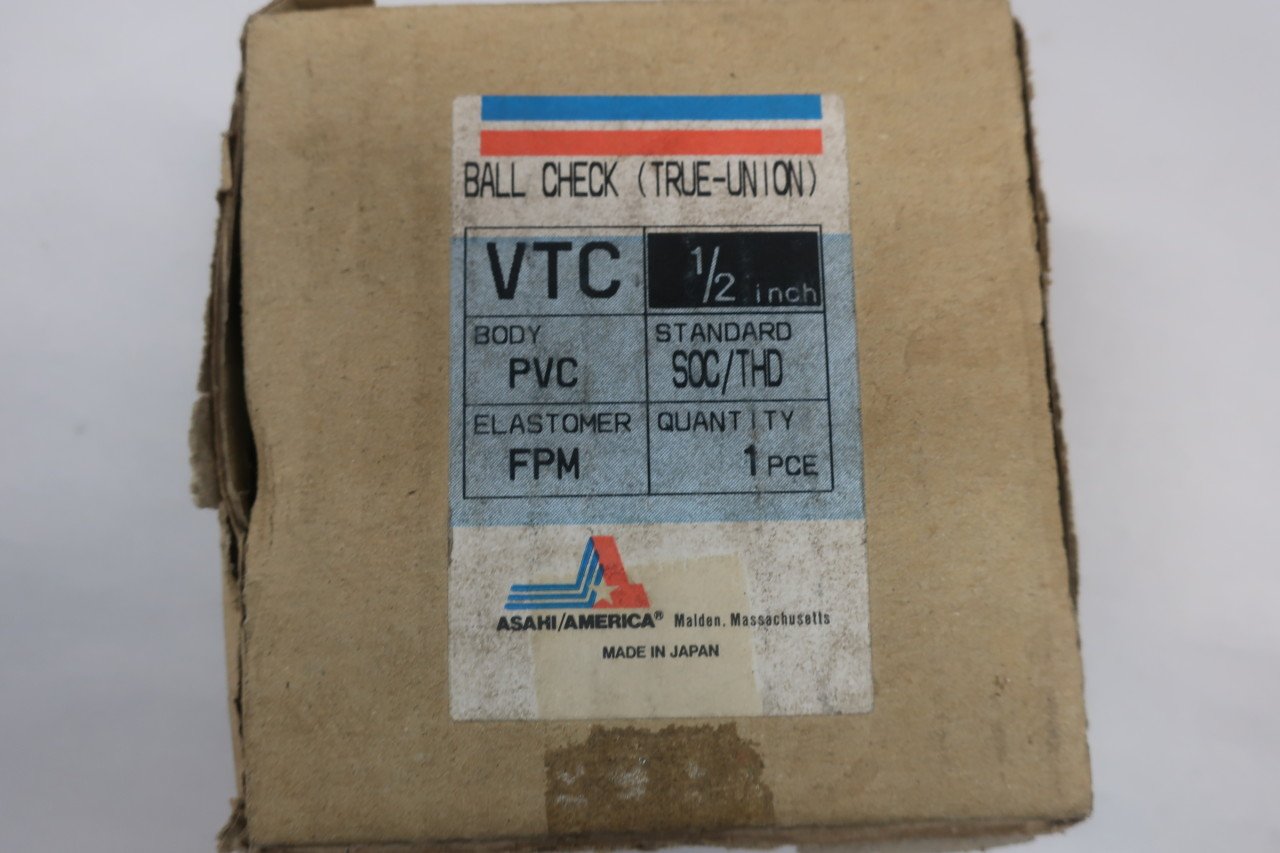 BALL CHECK (TRUE-UNION)
VTC 1/2 inch
BODY STANDARD
PVC SOC/THD
ELASTOMER QUANTITY
FPM 1 PCE
ASAHI/AMERICA® Malden, Massachusetts
MADE IN JAPAN